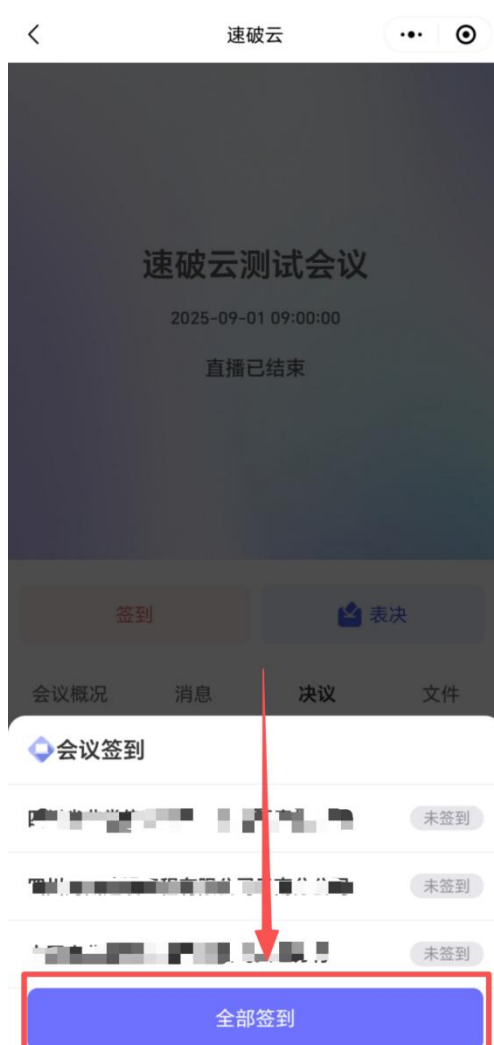 速破云
速破云测试会议
2025-09-01 09:00:00
直播已结束
签到
表决
会议概况 消息 决议 文件
会议签到
未签到
未签到
未签到
全部签到